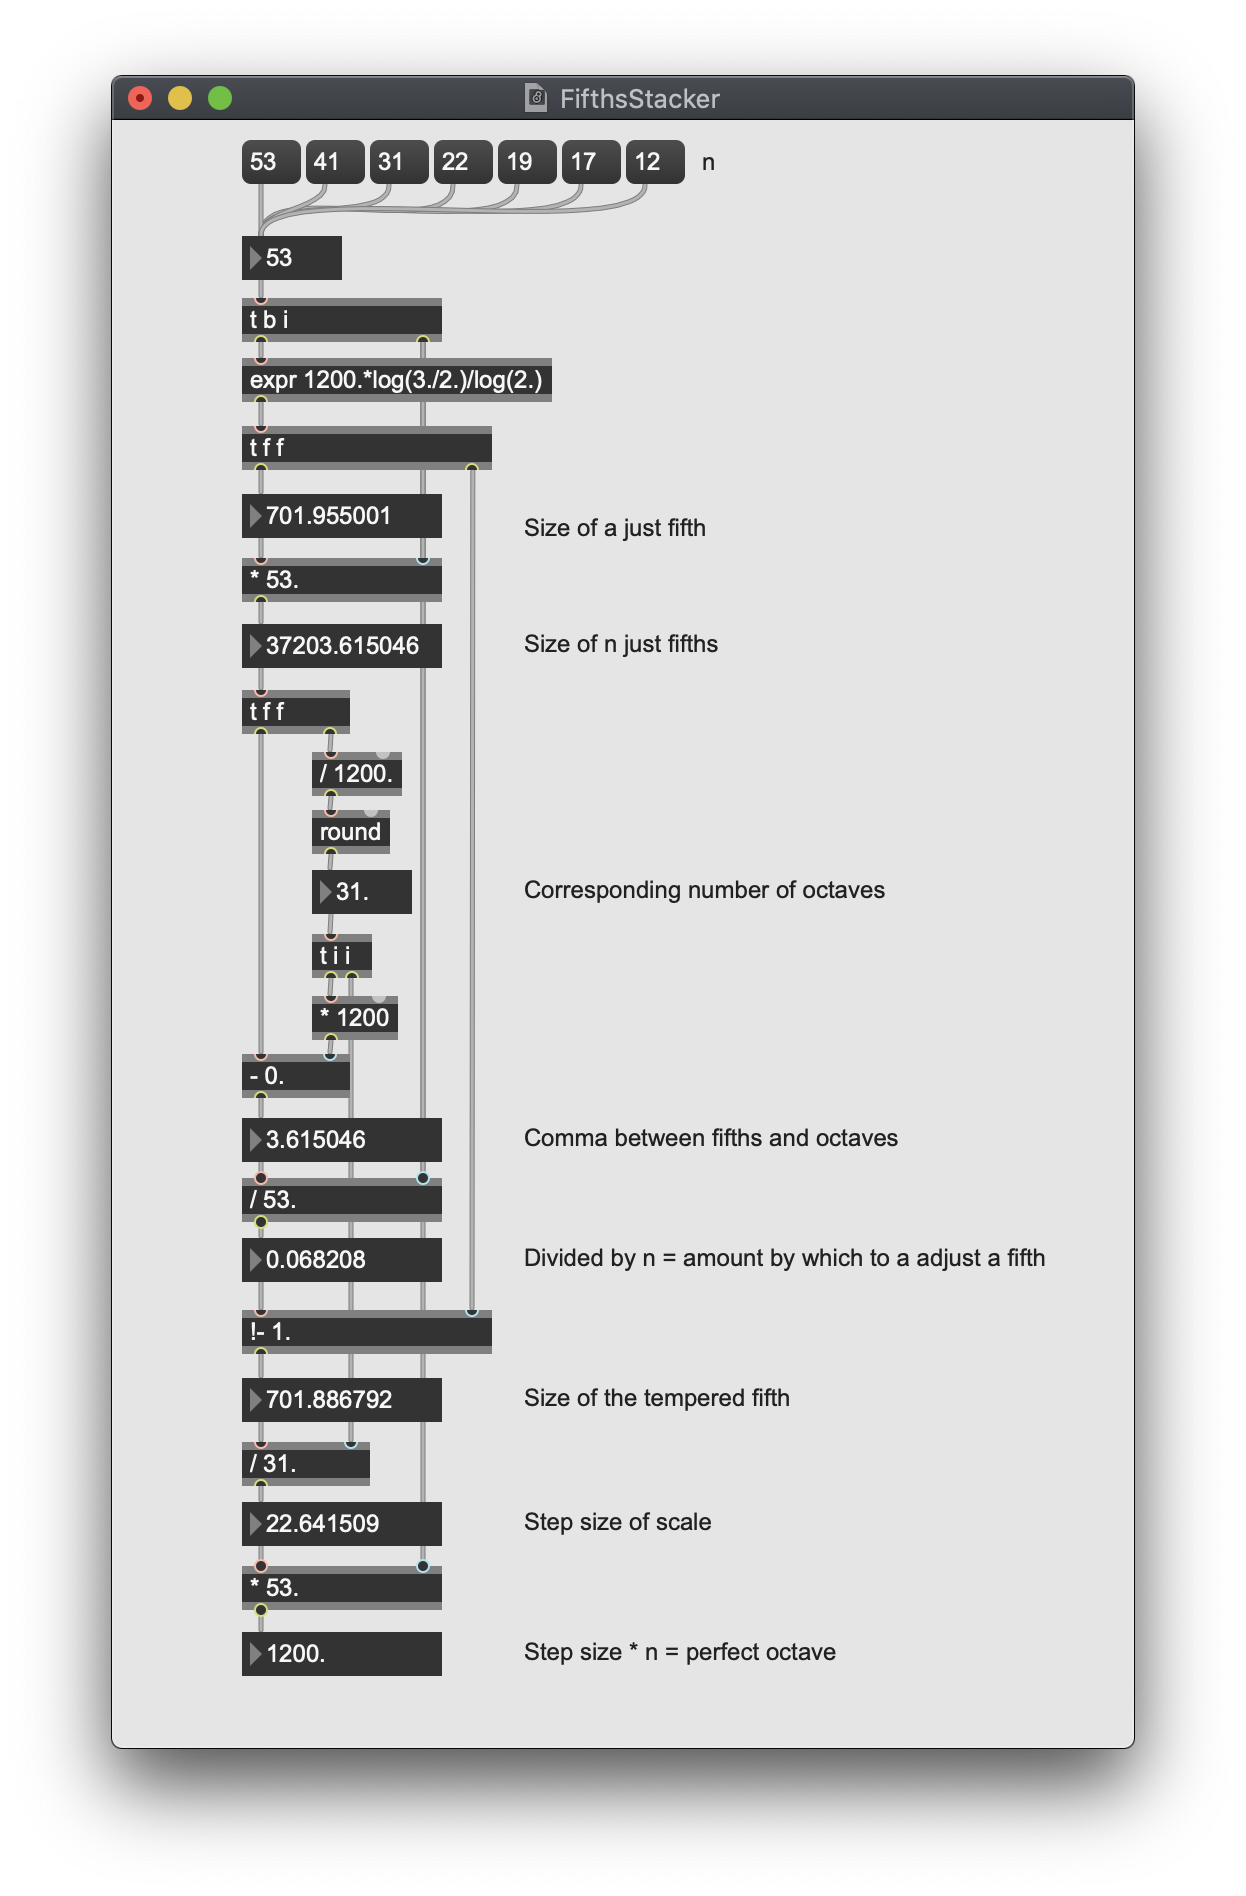 FifthsStacker
53 41 31 22 19 17 12 n
53
t b i
expr 1200.*log(3./2.)/log(2.)
t f f
701.955001
Size of a just fifth
* 53.
37203.615046
Size of n just fifths
t f f
/ 1200.
round
31.
Corresponding number of octaves
t i i
* 1200
- 0.
3.615046
Comma between fifths and octaves
/ 53.
0.068208
Divided by n = amount by which to a adjust a fifth
!- 1.
701.886792
Size of the tempered fifth
/ 31.
22.641509
Step size of scale
* 53.
1200.
Step size * n = perfect octave